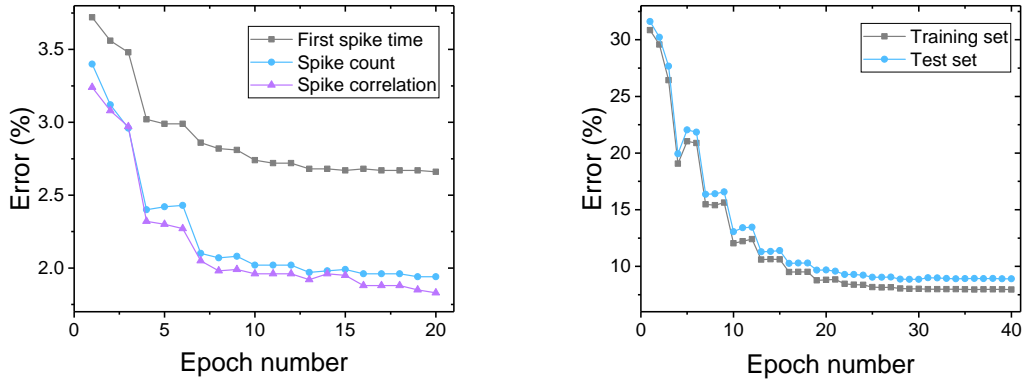 First spike time
Spike count
Spike correlation
3.5
3.0
2.5
2.0
Error (%)
0
5
10
15
20
Epoch number
Training set
Test set
30
25
20
15
10
Error (%)
0
10
20
30
40
Epoch number